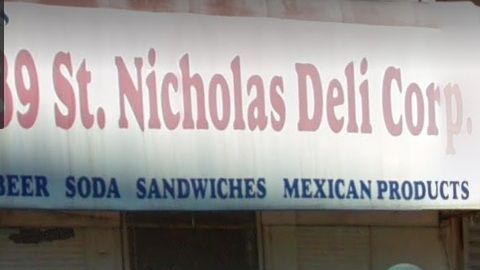 39 St. Nicholas Deli Corp.
BEER SODA SANDWICHES MEXICAN PRODUCTS